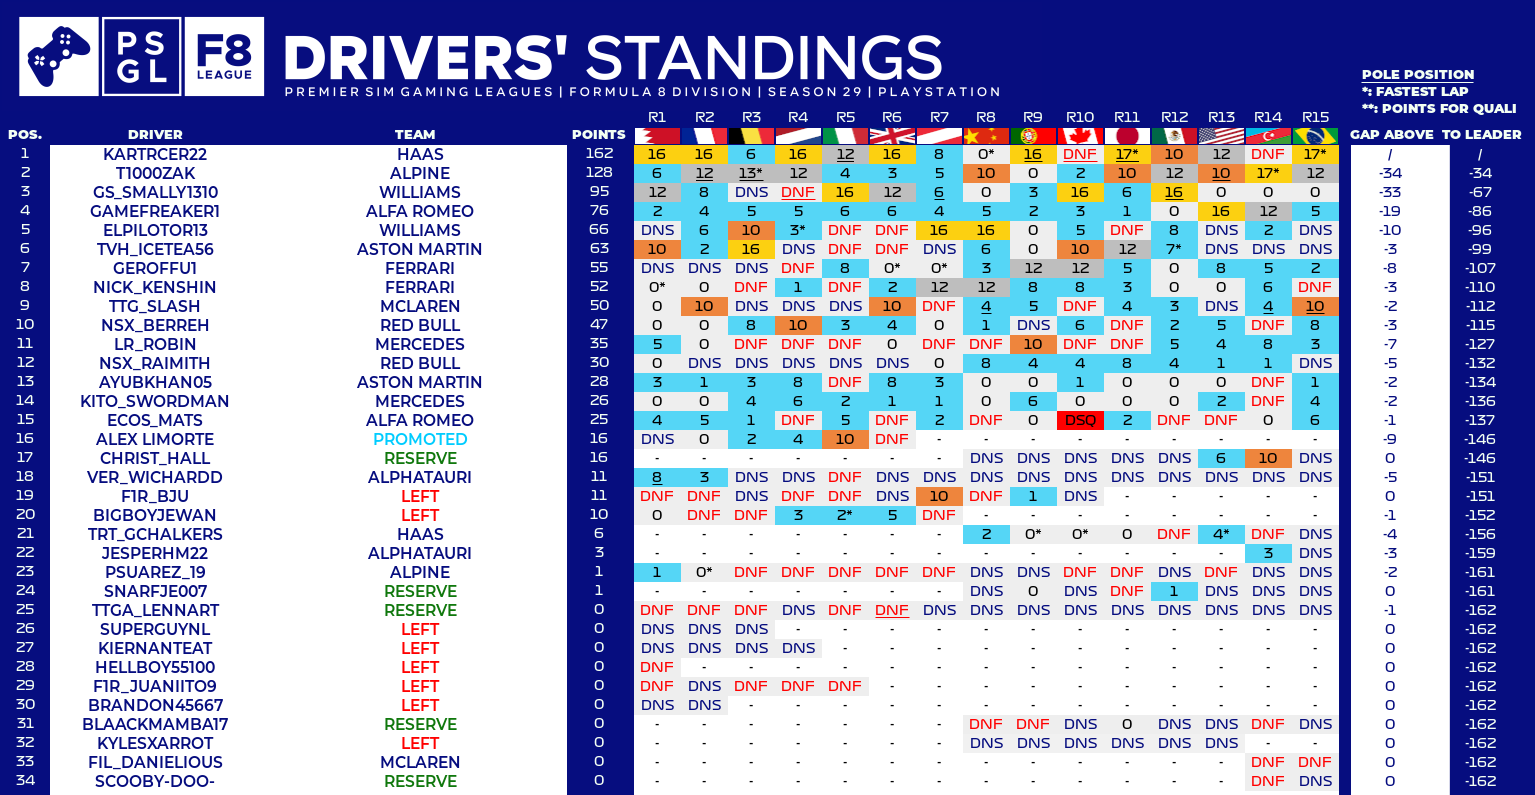 PS
GL
F8
LEAGUE
DRIVERS' STANDINGS
PREMIER SIM GAMING LEAGUES | FORMULA 8 DIVISION | SEASON 29 | PLAYSTATION
POLE POSITION
*: FASTEST LAP
**: POINTS FOR QUALI
R1 R2 R3 R4 R5 R6 R7 R8 R9 R10 R11 R12 R13 R14 R15
POS. DRIVER TEAM POINTS GAP ABOVE TO LEADER
1 KARTRCER22 HAAS 162 16 16 6 16 12 16 8 0* 16 DNF 17* 10 12 DNF 17* / /
2 T1000ZAK ALPINE 128 6 12 13* 12 4 3 5 10 0 2 10 12 10 17* 12 -34 -34
3 GS_SMALLY1310 WILLIAMS 95 12 8 DNS DNF 16 12 6 0 3 16 6 16 0 0 0 -33 -67
4 GAMEFREAKER1 ALFA ROMEO 76 2 4 5 5 6 6 4 5 2 3 1 0 16 12 5 -19 -86
5 ELPILOTOR13 WILLIAMS 66 DNS 6 10 3* DNF DNF 16 16 0 5 DNF 8 DNS 2 DNS -10 -96
6 TVH_ICETEA56 ASTON MARTIN 63 10 2 16 DNS DNF DNF DNS 6 0 10 12 7* DNS DNS DNS -3 -99
7 GEROFFU1 FERRARI 55 DNS DNS DNS DNF 8 0* 0* 3 12 12 5 0 8 5 2 -8 -107
8 NICK_KENSHIN FERRARI 52 0* 0 DNF 1 DNF 2 12 12 8 8 3 0 0 6 DNF -3 -110
9 TTG_SLASH MCLAREN 50 0 10 DNS DNS DNS 10 DNF 4 5 DNF 4 3 DNS 4 10 -2 -112
10 NSX_BERREH RED BULL 47 0 0 8 10 3 4 0 1 DNS 6 DNF 2 5 DNF 8 -3 -115
11 LR_ROBIN MERCEDES 35 5 0 DNF DNF DNF 0 DNF DNF 10 DNF DNF 5 4 8 3 -7 -127
12 NSX_RAIMITH RED BULL 30 0 DNS DNS DNS DNS DNS 0 8 4 4 8 4 1 1 DNS -5 -132
13 AYUBKHAN05 ASTON MARTIN 28 3 1 3 8 DNF 8 3 0 0 1 0 0 0 DNF 1 -2 -134
14 KITO_SWORDMAN MERCEDES 26 0 0 4 6 2 1 1 0 6 0 0 0 2 DNF 4 -2 -136
15 ECOS_MATS ALFA ROMEO 25 4 5 1 DNF 5 DNF 2 DNF 0 DSQ 2 DNF DNF 0 6 -1 -137
16 ALEX LIMORTE PROMOTED 16 DNS 0 2 4 10 DNF - - - - - - - - - -9 -146
17 CHRIST_HALL RESERVE 16 - - - - - - - DNS DNS DNS DNS DNS 6 10 DNS 0 -146
18 VER_WICHARDD ALPHATAURI 11 8 3 DNS DNS DNF DNS DNS DNS DNS DNS DNS DNS DNS DNS DNS -5 -151
19 F1R_BJU LEFT 11 DNF DNF DNS DNF DNF DNS 10 DNF 1 DNS - - - - - 0 -151
20 BIGBOYJEWAN LEFT 10 0 DNF DNF 3 2* 5 DNF - - - - - - - - -1 -152
21 TRT_GCHALKERS HAAS 6 - - - - - - - 2 0* 0* 0 DNF 4* DNF DNS -4 -156
22 JESPERHM22 ALPHATAURI 3 - - - - - - - - - - - - - 3 DNS -3 -159
23 PSUAREZ_19 ALPINE 1 1 0* DNF DNF DNF DNF DNF DNS DNS DNF DNF DNS DNF DNS DNS -2 -161
24 SNARFJE007 RESERVE 1 - - - - - - - DNS 0 DNS DNF 1 DNS DNS DNS 0 -161
25 TTGA_LENNART RESERVE 0 DNF DNF DNF DNS DNF DNF DNS DNS DNS DNS DNS DNS DNS DNS DNS -1 -162
26 SUPERGUYNL LEFT 0 DNS DNS DNS - - - - - - - - - - - - 0 -162
27 KIERNANTEAT LEFT 0 DNS DNS DNS DNS - - - - - - - - - - - 0 -162
28 HELLBOY55100 LEFT 0 DNF - - - - - - - - - - - - - - 0 -162
29 F1R_JUANIITO9 LEFT 0 DNF DNS DNF DNF DNF - - - - - - - - - - 0 -162
30 BRANDON45667 LEFT 0 DNS DNS - - - - - - - - - - - - - 0 -162
31 BLAACKMAMBA17 RESERVE 0 - - - - - - - DNF DNF DNS 0 DNS DNS DNF DNS 0 -162
32 KYLESXARROT LEFT 0 - - - - - - - DNS DNS DNS DNS DNS DNS - - 0 -162
33 FIL_DANIELIOUS MCLAREN 0 - - - - - - - - - - - - - DNF DNF 0 -162
34 SCOOBY-DOO- RESERVE 0 - - - - - - - - - - - - - DNF DNS 0 -162